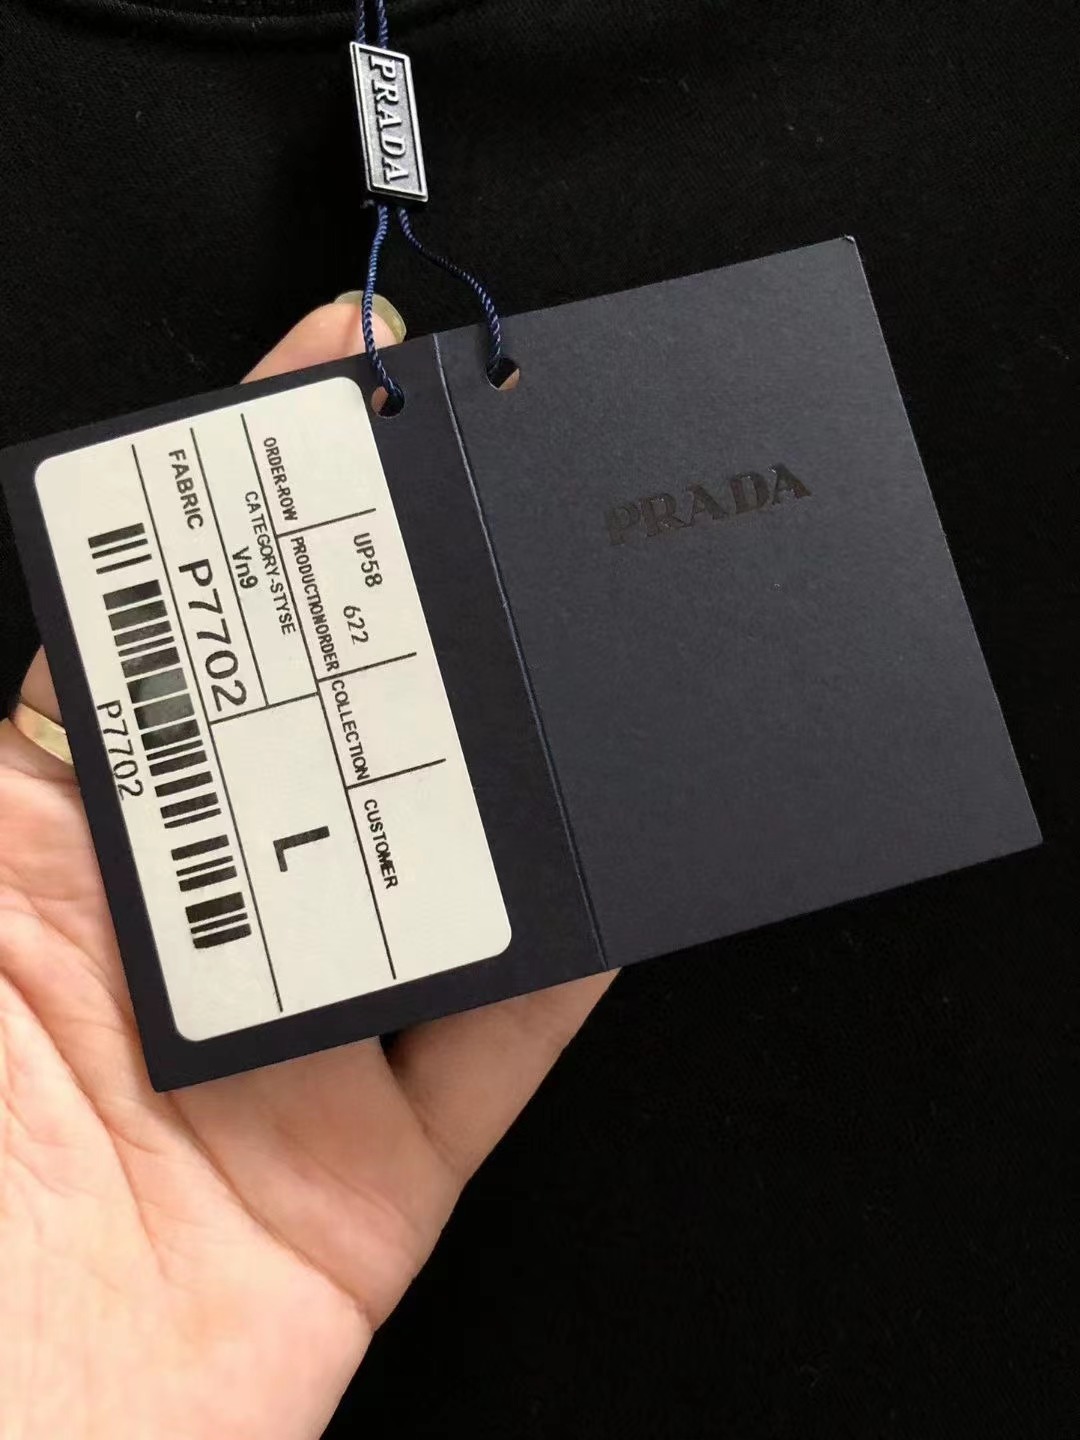 PRADA
PRADA
UP58 622
ORDER-ROW PRODUCTIONORDER COLLECTION CUSTOMER
CATEGORY-STYSE
Vn9
FABRIC P7702
L
P7702